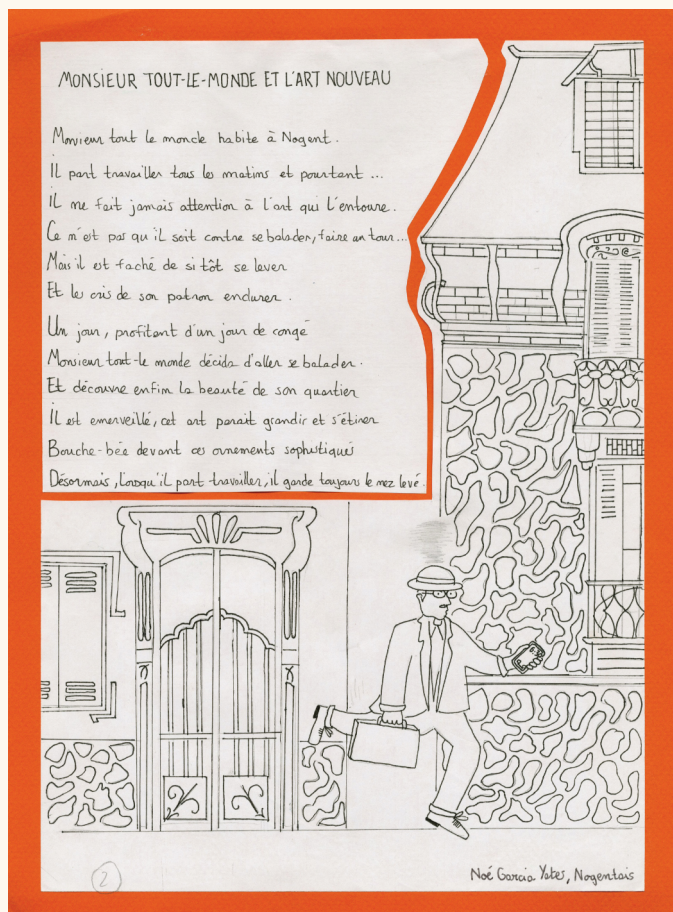 MONSIEUR TOUT-LE-MONDE ET L'ART NOUVEAU
Monsieur tout le monde habite à Nogent.
Il part travailler tous les matins et pourtant ...
Il ne fait jamais attention à l'art qui l'entoure.
Ce n'est pas qu'il soit contre se balader, faire un tour...
Mais il est faché de si tôt se lever
Et les cris de son patron endurer.
Un jour, profitant d'un jour de congé
Monsieur tout-le monde décida d'aller se balader.
Et découvre enfin la beauté de son quartier
Il est emerveillé, cet art parait grandir et s'étirer
Bouche-bée devant ces ornements sophistiqués
Désormais, lorsqu'il part travailler, il garde toujours le nez levé.
2
Noé Garcia Yates, Nogentais